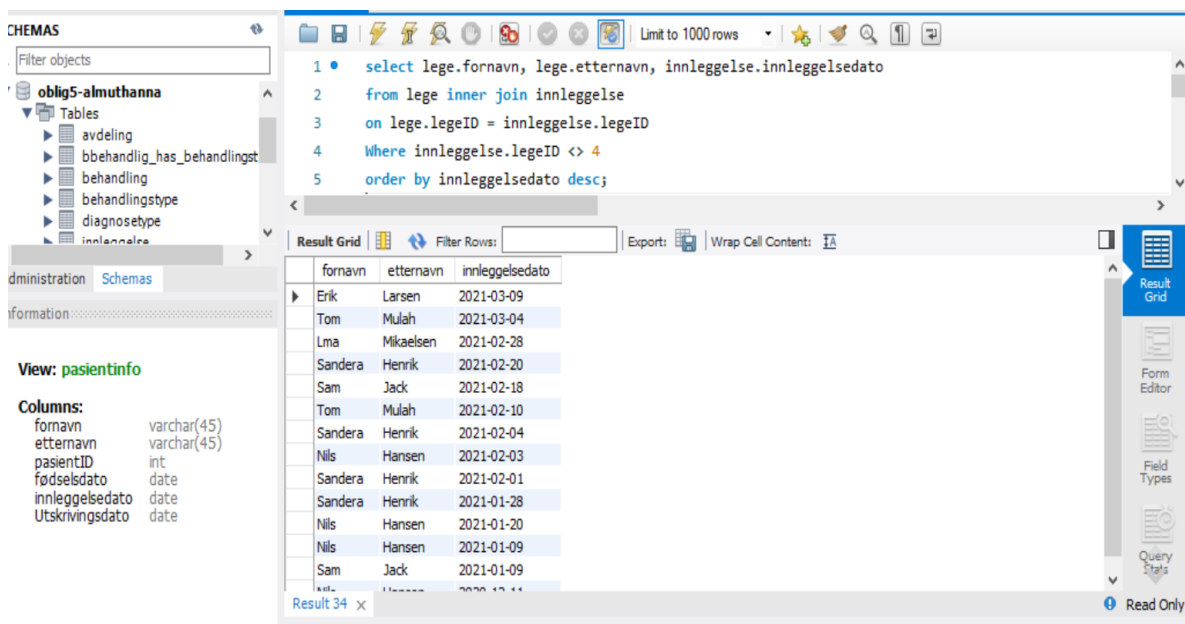 CHEMAS
Filter objects
oblig5-almuthanna
Tables
avdeling
bbehandlig_has_behandlingst
behandling
behandlingstype
diagnosetype
innleggelse
dministration Schemas
nformation
View: pasientinfo
Columns:
fornavn varchar(45)
etternavn varchar(45)
pasientID int
fødselsdato date
innleggelsedato date
Utskrivingsdato date
Limit to 1000 rows
1 select lege.fornavn, lege.etternavn, innleggelse.innleggelsedato
2 from lege inner join innleggelse
3 on lege.legeID = innleggelse.legeID
4 Where innleggelse.legeID <> 4
5 order by innleggelsedato desc;
Result Grid Filter Rows: Export: Wrap Cell Content:
fornavn etternavn innleggelsedato
Erik Larsen 2021-03-09
Tom Mulah 2021-03-04
Lma Mikaelsen 2021-02-28
Sandera Henrik 2021-02-20
Sam Jack 2021-02-18
Tom Mulah 2021-02-10
Sandera Henrik 2021-02-04
Nils Hansen 2021-02-03
Sandera Henrik 2021-02-01
Sandera Henrik 2021-01-28
Nils Hansen 2021-01-20
Nils Hansen 2021-01-09
Sam Jack 2021-01-09
Nils Hansen 2020-12-11
Result 34
Result
Grid
Form
Editor
Field
Types
Query
Stats
Read Only